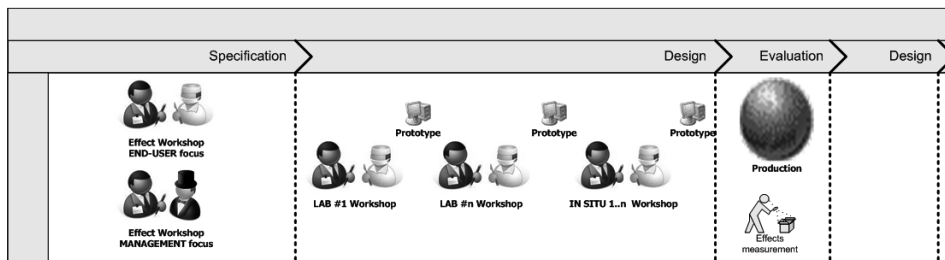 Specification
Design
Evaluation
Design
Effect Workshop
END-USER focus
Effect Workshop
MANAGEMENT focus
Prototype
Prototype
Prototype
LAB #1 Workshop
LAB #n Workshop
IN SITU 1..n Workshop
Production
Effects
measurement